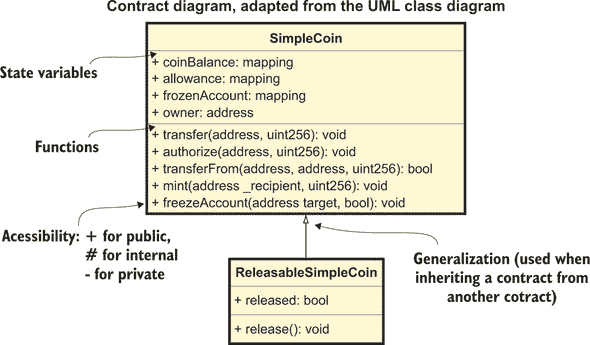 Contract diagram, adapted from the UML class diagram
SimpleCoin
State variables
+ coinBalance: mapping
+ allowance: mapping
+ frozenAccount: mapping
+ owner: address
Functions
+ transfer(address, uint256): void
+ authorize(address, uint256): void
+ transferFrom(address, address, uint256): bool
+ mint(address _recipient, uint256): void
+ freezeAccount(address target, bool): void
Acessibility: + for public,
# for internal
- for private
Generalization (used when
inheriting a contract from
another cotract)
ReleasableSimpleCoin
+ released: bool
+ release(): void